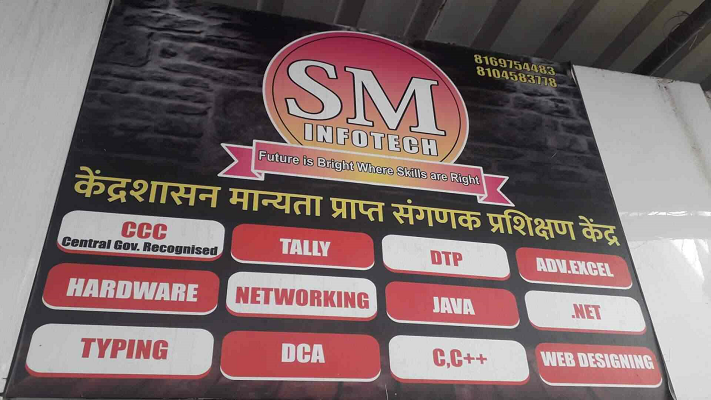 SM
INFOTECH
Future is Bright Where Skills are Right
8169754483
8104583778
केंद्रशासन मान्यता प्राप्त संगणक प्रशिक्षण केंद्र
CCC
Central Gov. Recognised
TALLY
DTP
ADV.EXCEL
HARDWARE
NETWORKING
JAVA
.NET
TYPING
DCA
C,C++
WEB DESIGNING